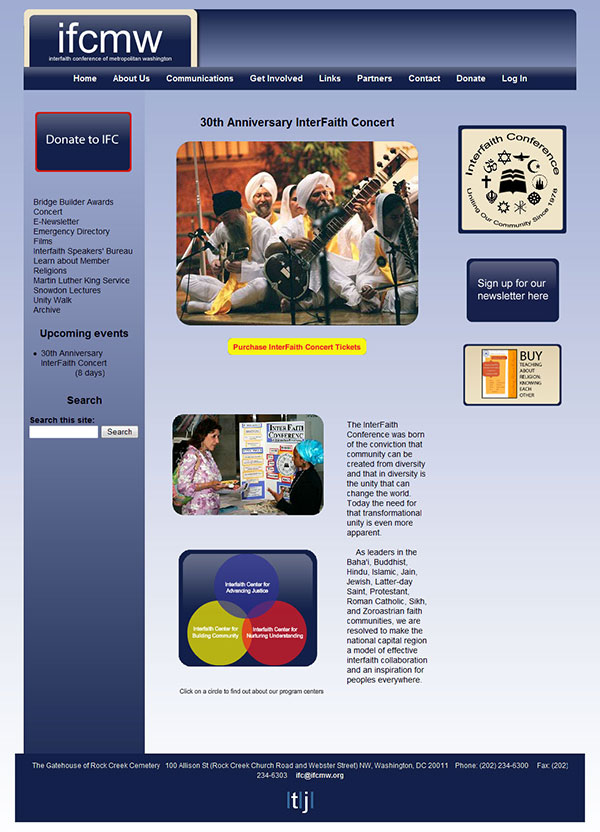 ifcmw
interfaith conference of metropolitan washington
Home About Us Communications Get Involved Links Partners Contact Donate Log In
Donate to IFC
Bridge Builder Awards
Concert
E-Newsletter
Emergency Directory
Films
Interfaith Speakers' Bureau
Learn about Member
Religions
Martin Luther King Service
Snowdon Lectures
Unity Walk
Archive
Upcoming events
30th Anniversary
InterFaith Concert
(8 days)
Search
Search this site:
Search
30th Anniversary InterFaith Concert
Purchase InterFaith Concert Tickets
INTERFAITH
CONFERENCE
Interfaith Center for
Advancing Justice
Interfaith Center for
Building Community
Interfaith Center for
Nurturing Understanding
Click on a circle to find out about our program centers
The InterFaith
Conference was born
of the conviction that
community can be
created from diversity
and that in diversity is
the unity that can
change the world.
Today the need for
that transformational
unity is even more
apparent.
As leaders in the
Baha'i, Buddhist,
Hindu, Islamic, Jain,
Jewish, Latter-day
Saint, Protestant,
Roman Catholic, Sikh,
and Zoroastrian faith
communities, we are
resolved to make the
national capital region
a model of effective
interfaith collaboration
and an inspiration for
peoples everywhere.
Interfaith Conference
Uniting Our Community Since 1978
Sign up for our
newsletter here
BUY
TEACHING
ABOUT
RELIGION:
KNOWING
EACH
OTHER
The Gatehouse of Rock Creek Cemetery 100 Allison St (Rock Creek Church Road and Webster Street) NW, Washington, DC 20011 Phone: (202) 234-6300 Fax: (202)
234-6303 ifc@ifcmw.org
|t|j|